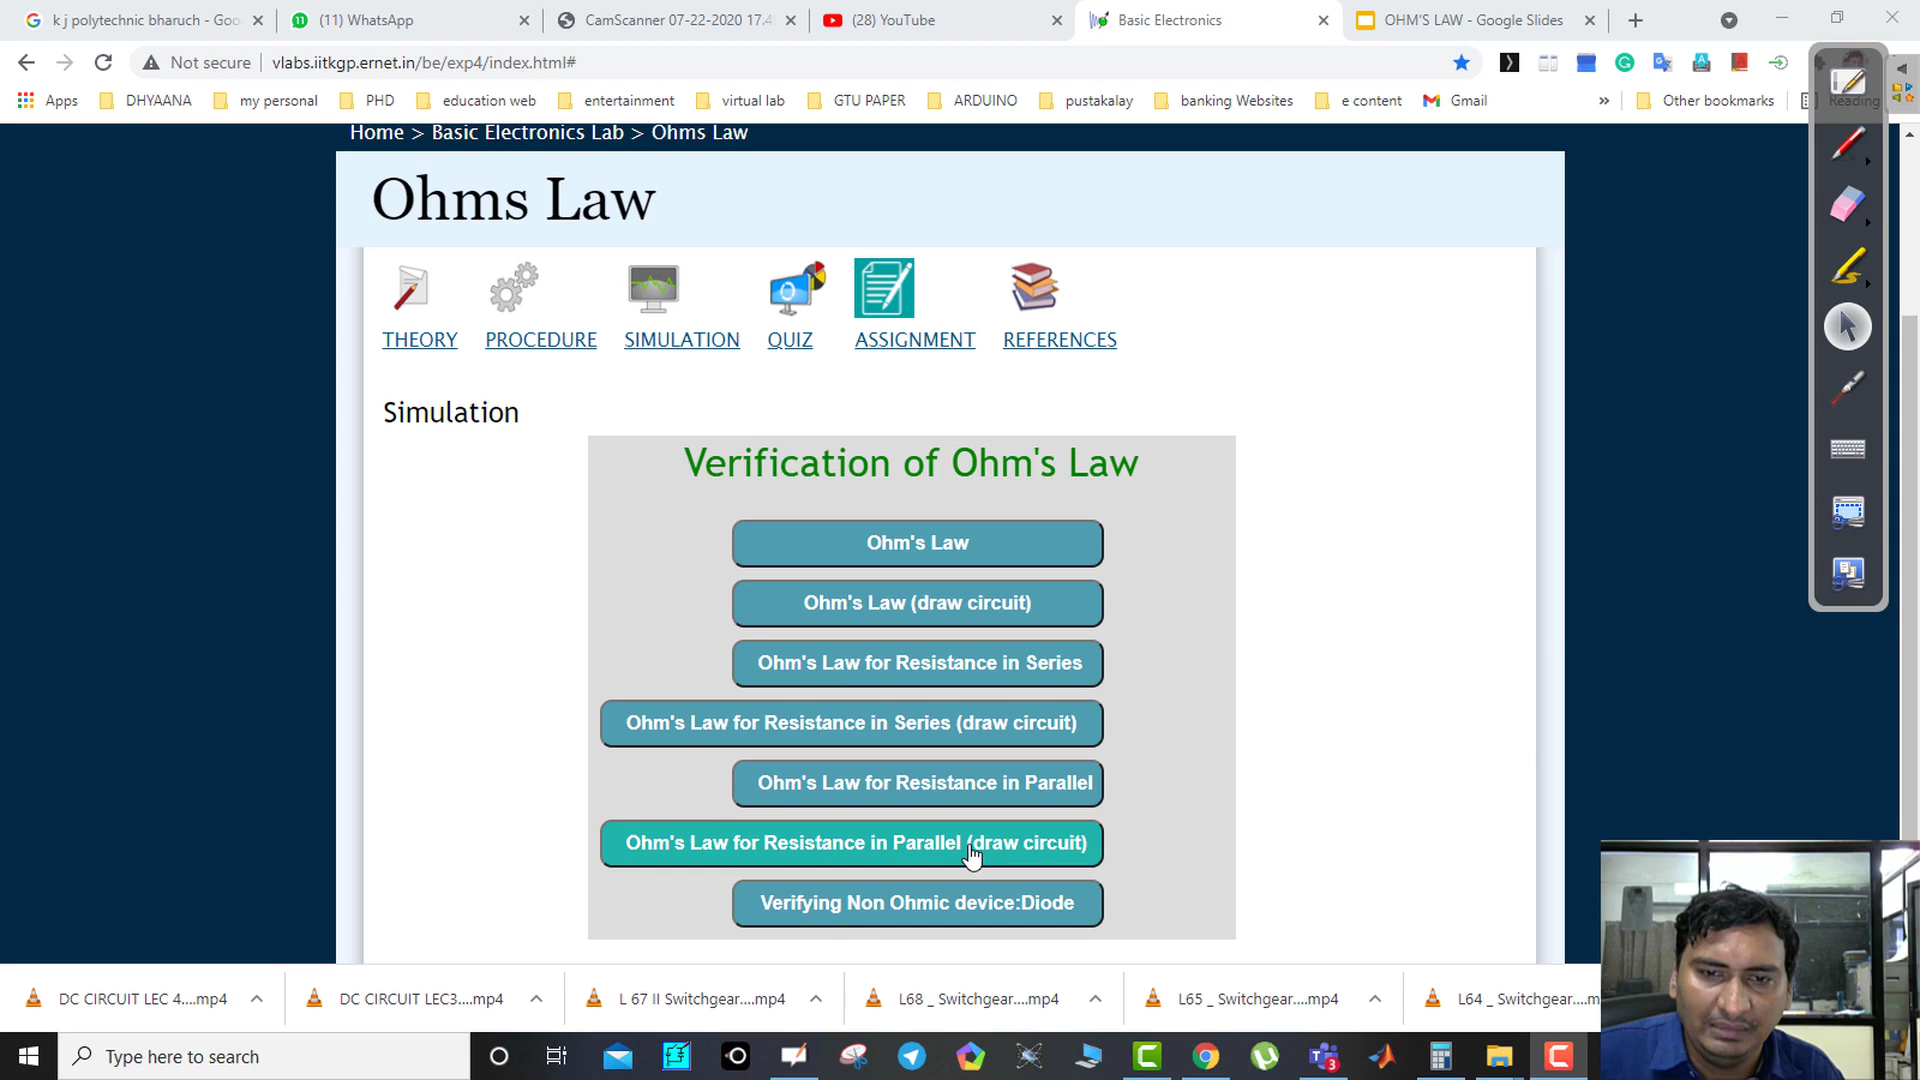 k j polytechnic bharuch - Goo
(11) WhatsApp
CamScanner 07-22-2020 17.4
(28) YouTube
Basic Electronics
OHM'S LAW - Google Slides
Not secure
vlabs.iitkgp.ernet.in/be/exp4/index.html#
Apps
DHYAANA
my personal
PHD
education web
entertainment
virtual lab
GTU PAPER
ARDUINO
pustakalay
banking Websites
e content
Gmail
»
Other bookmarks
Reading
Home > Basic Electronics Lab > Ohms Law
Ohms Law
THEORY
PROCEDURE
SIMULATION
QUIZ
ASSIGNMENT
REFERENCES
Simulation
Verification of Ohm's Law
Ohm's Law
Ohm's Law (draw circuit)
Ohm's Law for Resistance in Series
Ohm's Law for Resistance in Series (draw circuit)
Ohm's Law for Resistance in Parallel
Ohm's Law for Resistance in Parallel (draw circuit)
Verifying Non Ohmic device:Diode
DC CIRCUIT LEC 4....mp4
DC CIRCUIT LEC3....mp4
L 67 II Switchgear....mp4
L68 _ Switchgear....mp4
L65 _ Switchgear....mp4
L64 _ Switchgear....m
Type here to search